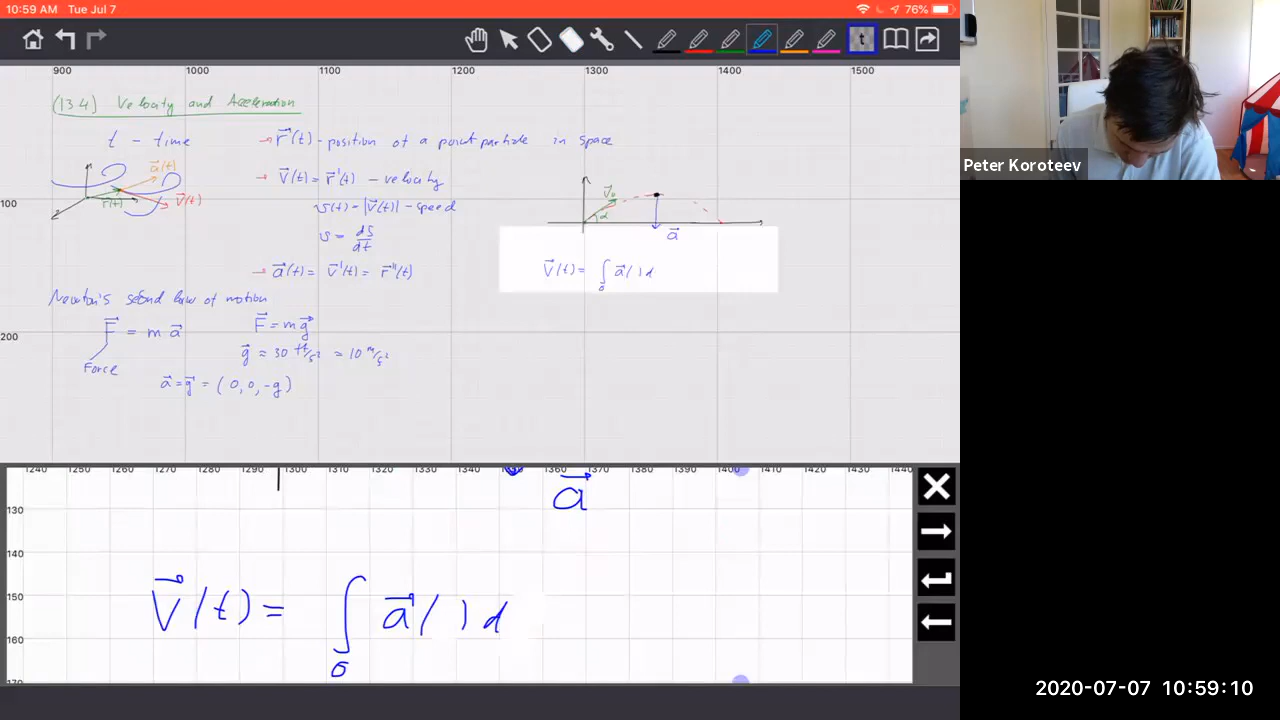 10:59 AM Tue Jul 7
76%
t
900 1000 1100 1200 1300 1400 1500
(13.4) Velocity and Acceleration
t - time
→ r⃗(t) - position of a point particle in space
a⃗(t)
r⃗(t)
v⃗(t)
→ v⃗(t) = r⃗'(t) - velocity
v(t) = |v⃗(t)| - speed
v = ds/dt
→ a⃗(t) = v⃗'(t) = r⃗''(t)
100
v⃗₀
α
a⃗
v⃗(t) = ∫₀ a⃗( ) d
Newton's second law of motion
F⃗ = m a⃗
F⃗ = m g⃗
g⃗ ≈ 30 ft/s² ≈ 10 m/s²
Force
a⃗ = g⃗ = (0, 0, -g)
200
1240 1250 1260 1270 1280 1290 1300 1310 1320 1330 1340 1350 1360 1370 1380 1390 1400 1410 1420 1430 144
a⃗
130
140
150
160
170
v⃗(t) = ∫₀ a⃗( ) d
Peter Koroteev
2020-07-07 10:59:10